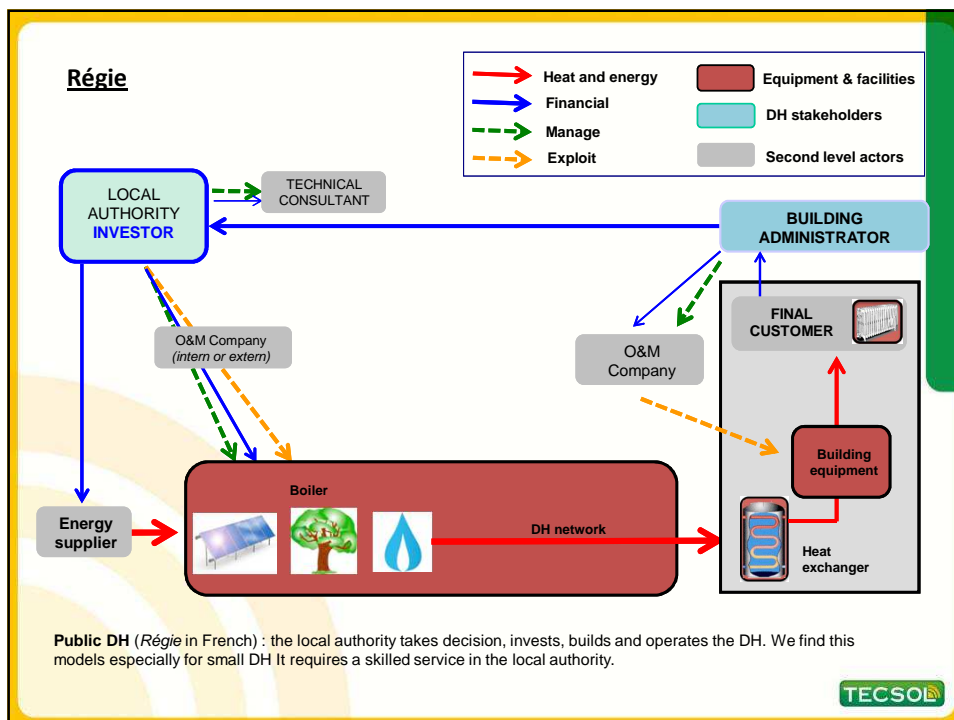 Régie
Heat and energy
Financial
Manage
Exploit
Equipment & facilities
DH stakeholders
Second level actors
LOCAL
AUTHORITY
INVESTOR
TECHNICAL
CONSULTANT
BUILDING
ADMINISTRATOR
O&M Company
(intern or extern)
O&M
Company
FINAL
CUSTOMER
Building
equipment
Boiler
Energy
supplier
DH network
Heat
exchanger
Public DH (Régie in French) : the local authority takes decision, invests, builds and operates the DH. We find this
models especially for small DH It requires a skilled service in the local authority.
TECSOL